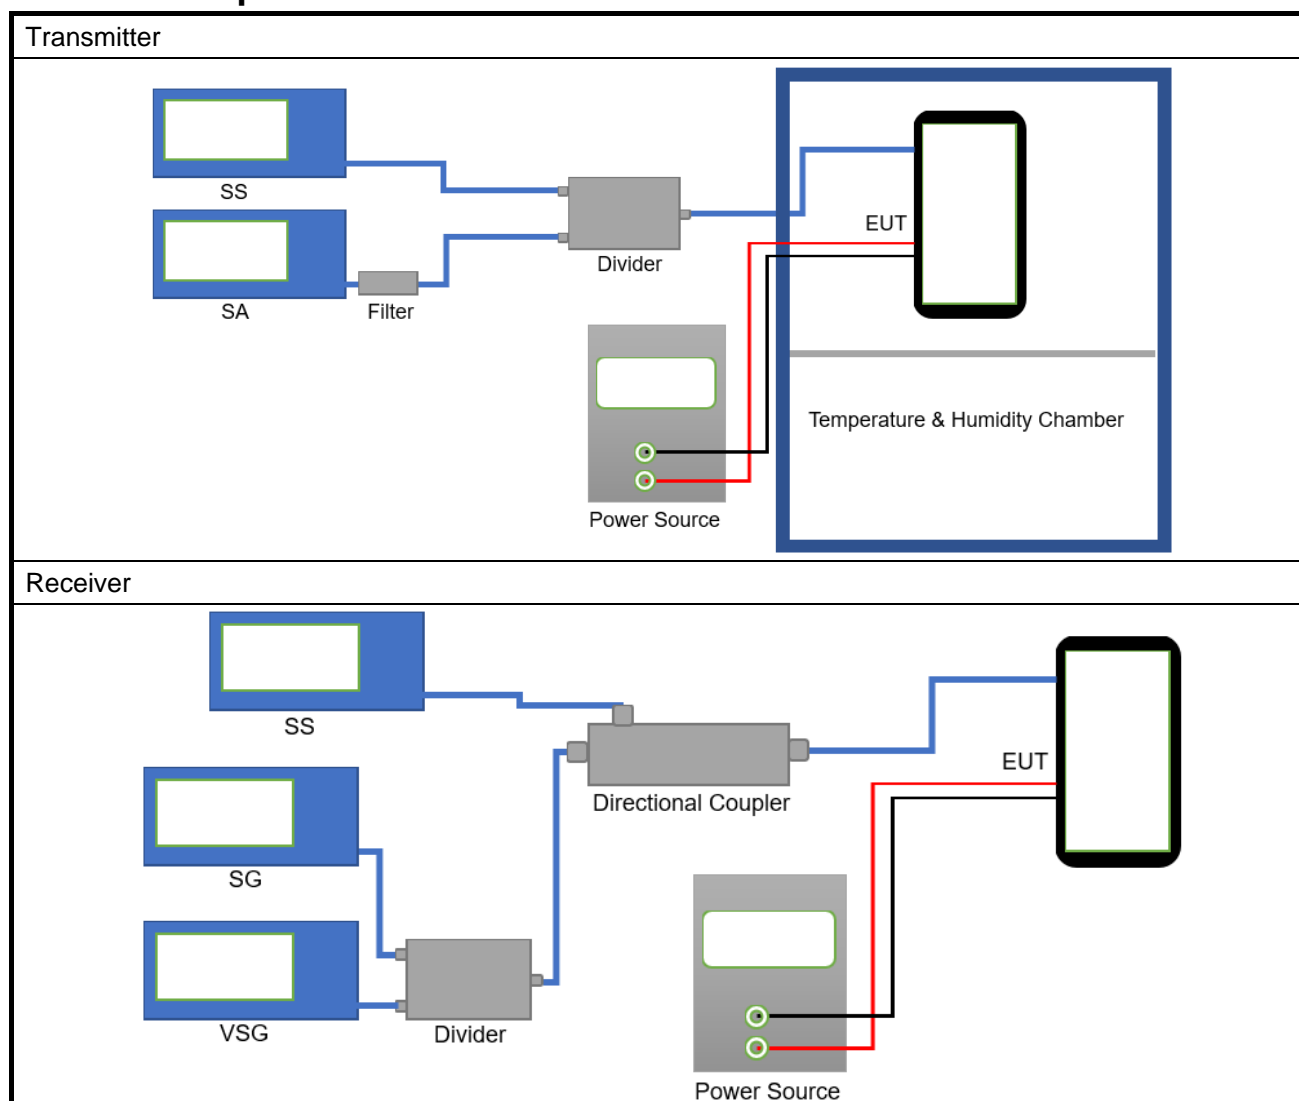 Transmitter
SS
EUT
Divider
SA
Filter
Temperature & Humidity Chamber
Power Source
Receiver
SS
EUT
Directional Coupler
SG
VSG
Divider
Power Source